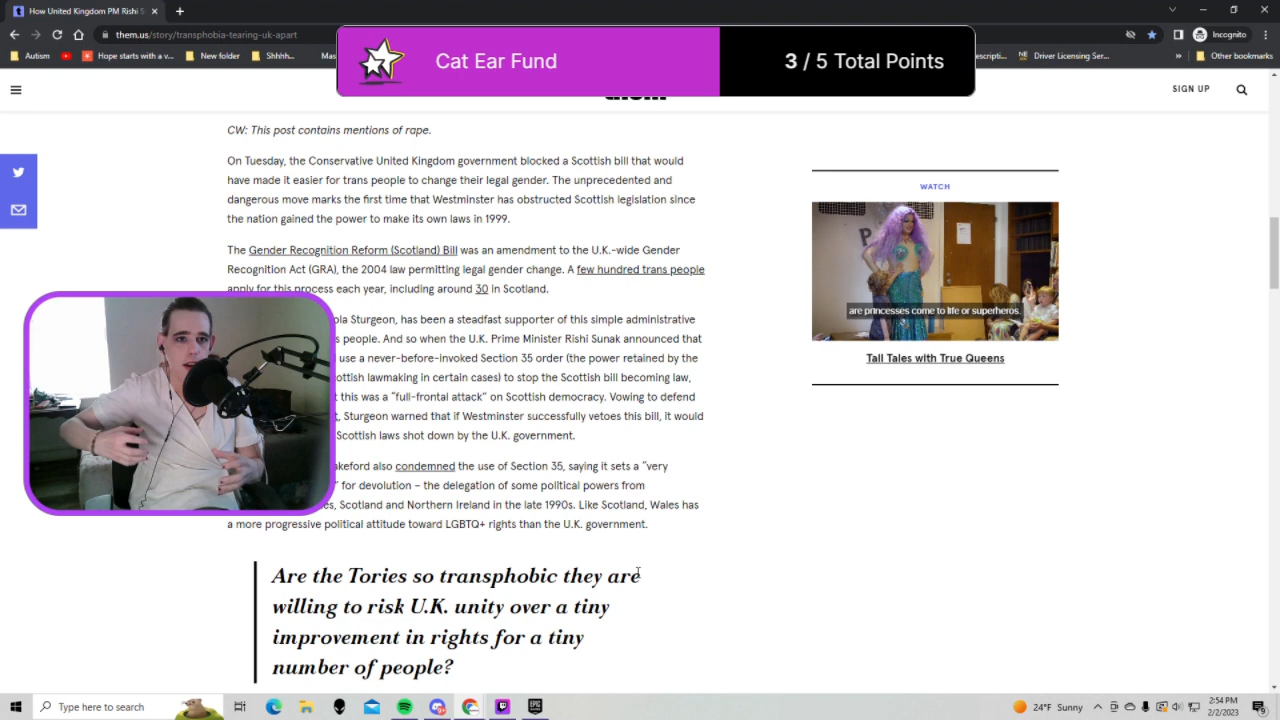 How United Kingdom PM Rishi S
them.us/story/transphobia-tearing-uk-apart
Incognito
Autism
Hope starts with a v...
Shhhh...
Mas
Driver Licensing Ser...
Other bookmarks
Cat Ear Fund
3 / 5 Total Points
SIGN UP
CW: This post contains mentions of rape.
On Tuesday, the Conservative United Kingdom government blocked a Scottish bill that would
have made it easier for trans people to change their legal gender. The unprecedented and
dangerous move marks the first time that Westminster has obstructed Scottish legislation since
the nation gained the power to make its own laws in 1999.
The Gender Recognition Reform (Scotland) Bill was an amendment to the U.K.-wide Gender
Recognition Act (GRA), the 2004 law permitting legal gender change. A few hundred trans people
apply for this process each year, including around 30 in Scotland.
ola Sturgeon, has been a steadfast supporter of this simple administrative
s people. And so when the U.K. Prime Minister Rishi Sunak announced that
use a never-before-invoked Section 35 order (the power retained by the
ottish lawmaking in certain cases) to stop the Scottish bill becoming law,
t this was a "full-frontal attack" on Scottish democracy. Vowing to defend
t, Sturgeon warned that if Westminster successfully vetoes this bill, it would
Scottish laws shot down by the U.K. government.
akeford also condemned the use of Section 35, saying it sets a "very
" for devolution – the delegation of some political powers from
es, Scotland and Northern Ireland in the late 1990s. Like Scotland, Wales has
a more progressive political attitude toward LGBTQ+ rights than the U.K. government.
Are the Tories so transphobic they are
willing to risk U.K. unity over a tiny
improvement in rights for a tiny
number of people?
WATCH
are princesses come to life or superheros.
Tall Tales with True Queens
Type here to search
24°F Sunny
2:54 PM
2/2/2023